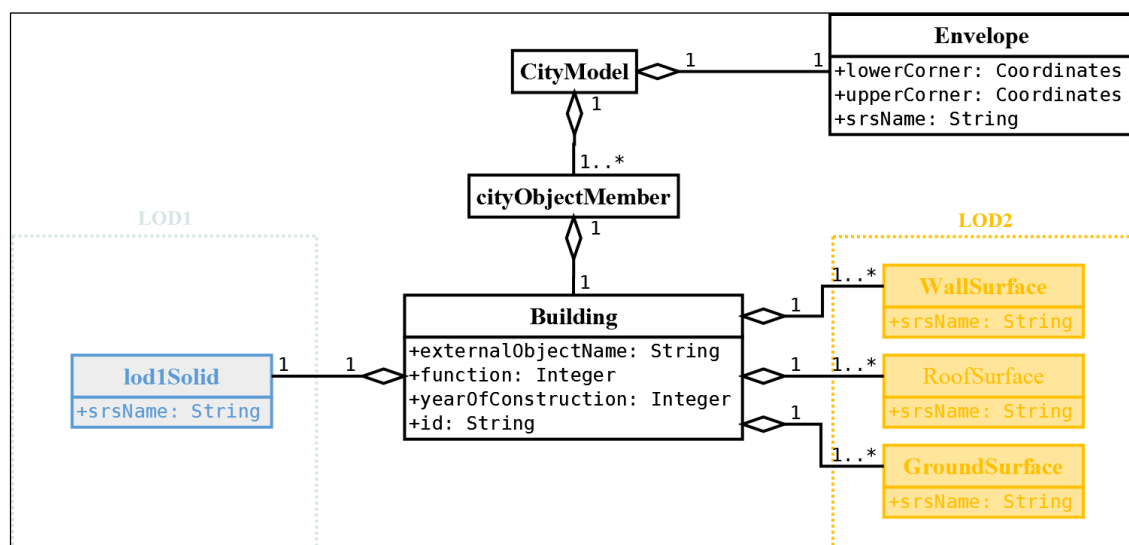 Envelope
+lowerCorner: Coordinates
+upperCorner: Coordinates
+srsName: String
CityModel
1
1
1
1..*
cityObjectMember
1
1
LOD1
LOD2
Building
+externalObjectName: String
+function: Integer
+yearOfConstruction: Integer
+id: String
lod1Solid
+srsName: String
1
1
1
1..*
WallSurface
+srsName: String
1
1..*
RoofSurface
+srsName: String
1
1..*
GroundSurface
+srsName: String